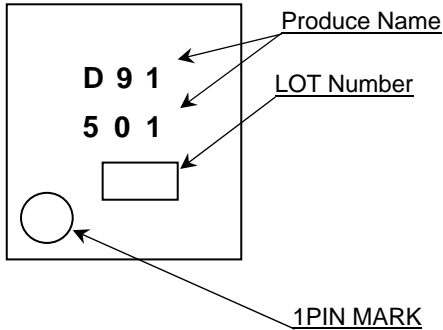 Produce Name
D 9 1
LOT Number
5 0 1
1PIN MARK